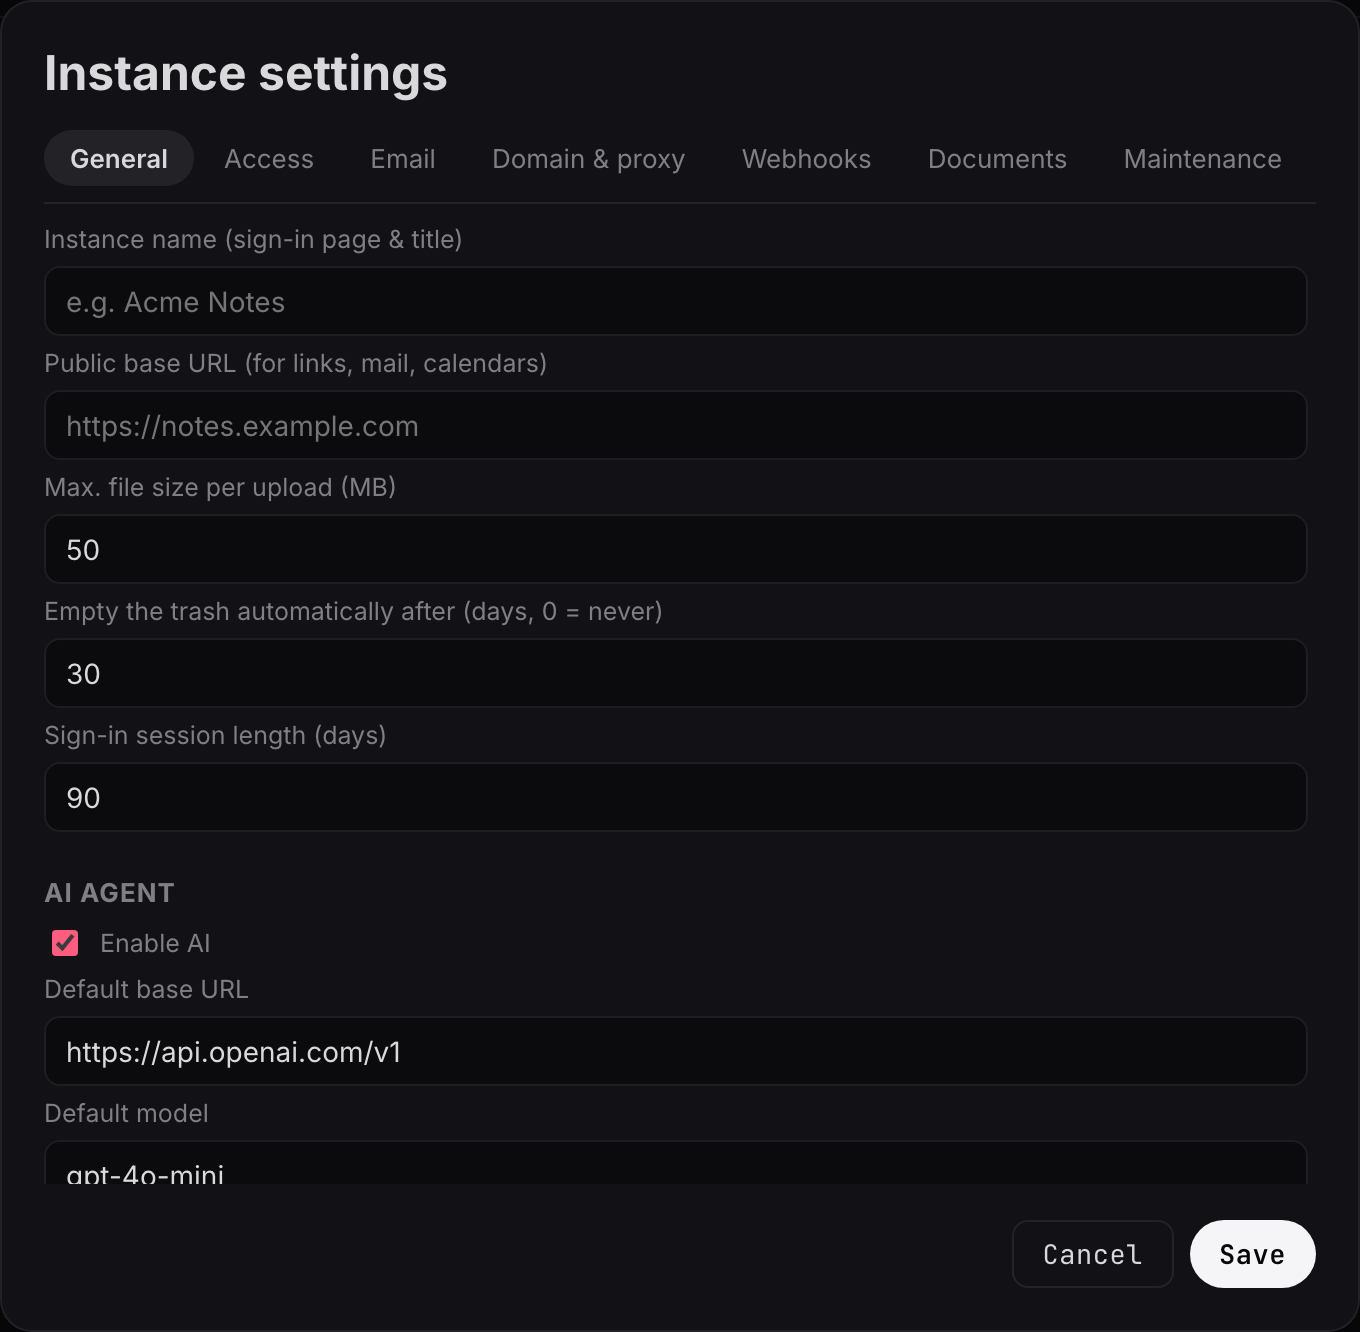 Instance settings
General Access Email Domain & proxy Webhooks Documents Maintenance
Instance name (sign-in page & title)
e.g. Acme Notes
Public base URL (for links, mail, calendars)
https://notes.example.com
Max. file size per upload (MB)
50
Empty the trash automatically after (days, 0 = never)
30
Sign-in session length (days)
90
AI AGENT
Enable AI
Default base URL
https://api.openai.com/v1
Default model
gpt-4o-mini
Cancel Save